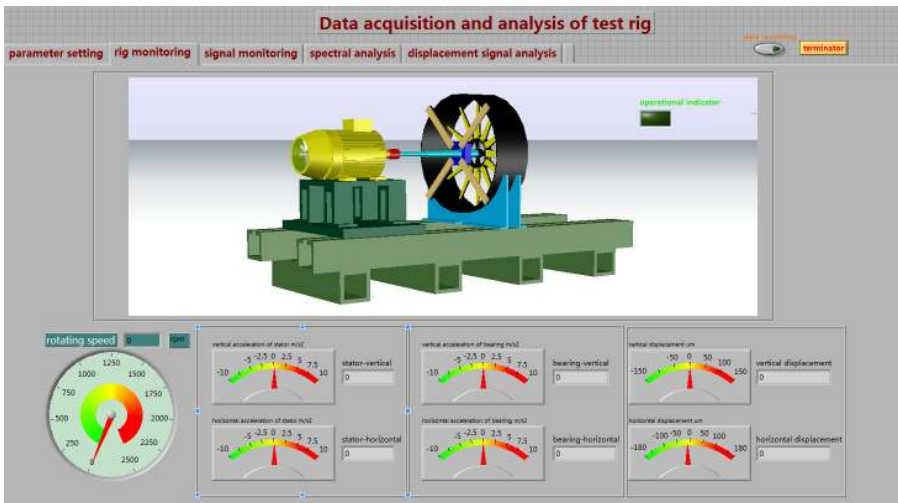 Data acquisition and analysis of test rig
parameter setting rig monitoring signal monitoring spectral analysis displacement signal analysis
terminator
operational indicator
rotating speed 0 rpm
0 250 500 750 1000 1250 1500 1750 2000 2500
vertical acceleration of stator m/s2
-10 -5 -2.5 0 2.5 5 7.5 10
stator-vertical
0
vertical acceleration of bearing m/s2
-10 -5 -2.5 0 2.5 5 7.5 10
bearing-vertical
0
vertical displacement um
-150 -50 0 50 100 150
vertical displacement
0
horizontal acceleration of stator m/s2
-10 -5 -2.5 0 2.5 5 7.5 10
stator-horizontal
0
horizontal acceleration of bearing m/s2
-10 -5 -2.5 0 2.5 5 7.5 10
bearing-horizontal
0
horizontal displacement um
-180 -100 -50 0 50 100 180
horizontal displacement
0